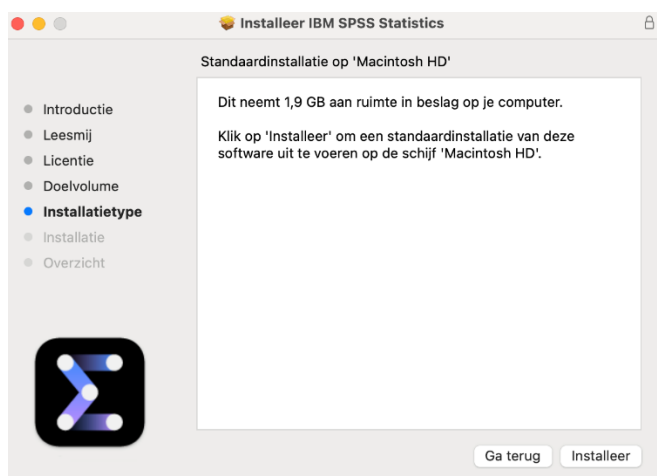 Installeer IBM SPSS Statistics
Standaardinstallatie op 'Macintosh HD'
Introductie
Leesmij
Licentie
Doelvolume
Installatietype
Installatie
Overzicht
Dit neemt 1,9 GB aan ruimte in beslag op je computer.
Klik op 'Installeer' om een standaardinstallatie van deze
software uit te voeren op de schijf 'Macintosh HD'.
Ga terug
Installeer